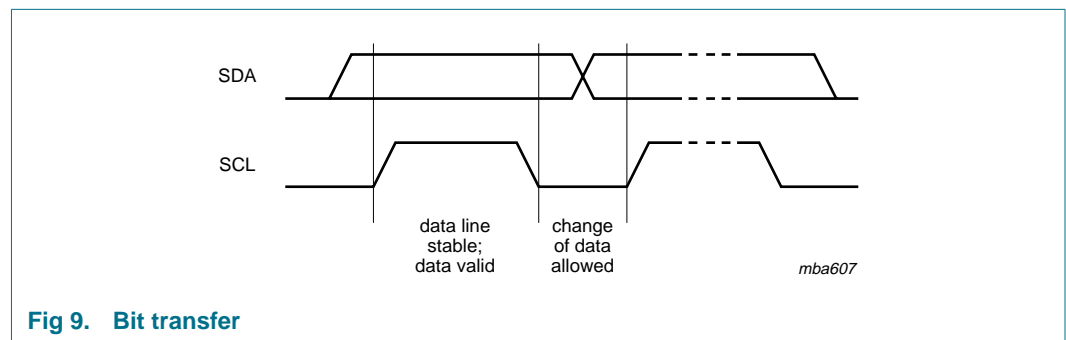 SDA
SCL
data line
stable;
data valid
change
of data
allowed
mba607
Fig 9. Bit transfer